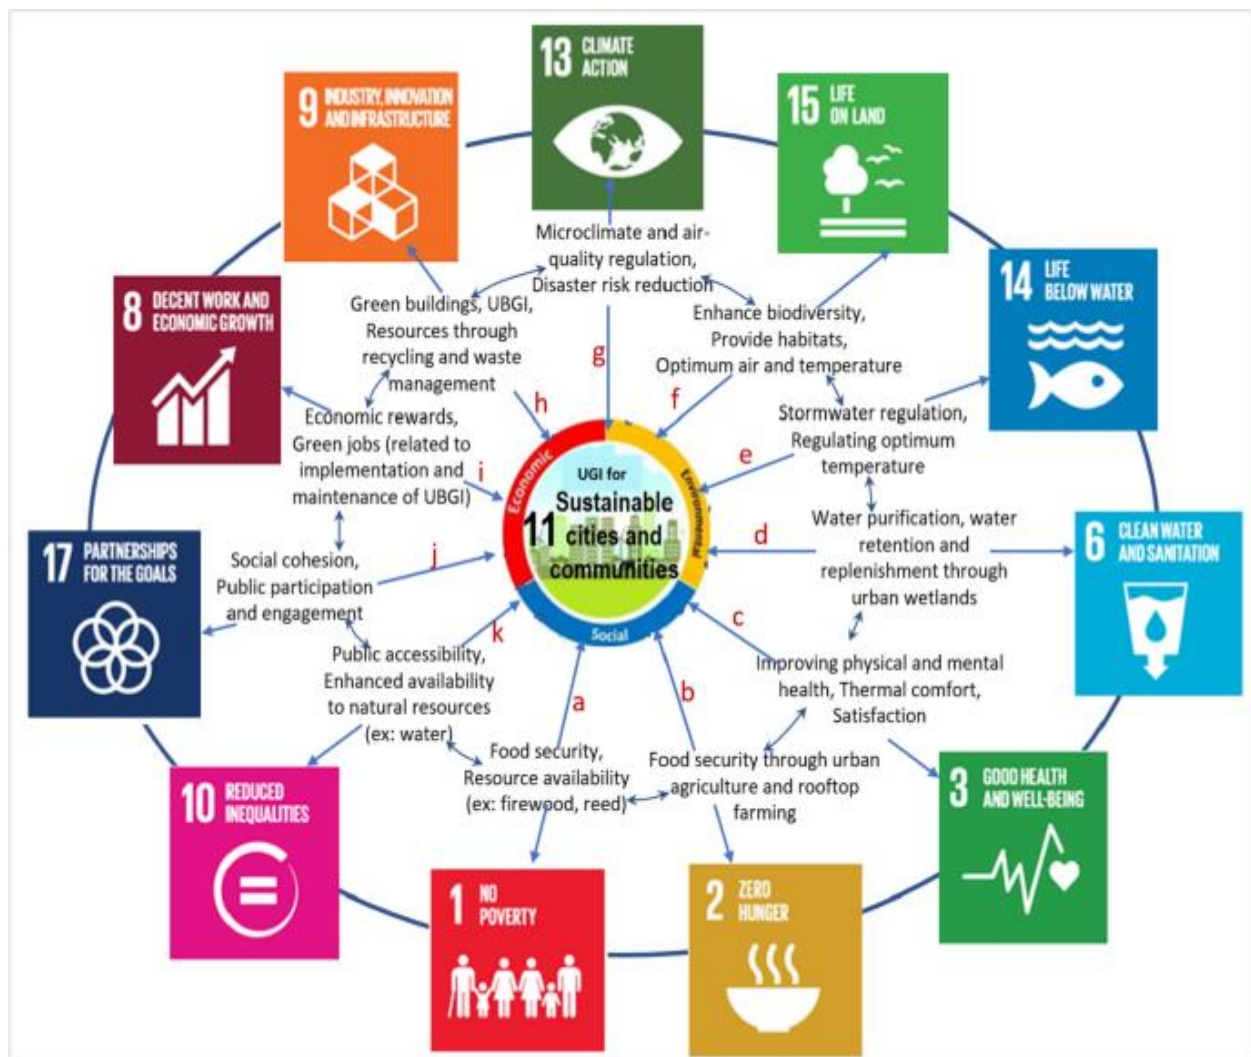 13 CLIMATE
ACTION
15 LIFE
ON LAND
14 LIFE
BELOW WATER
6 CLEAN WATER
AND SANITATION
3 GOOD HEALTH
AND WELL-BEING
2 ZERO
HUNGER
1 NO
POVERTY
10 REDUCED
INEQUALITIES
17 PARTNERSHIPS
FOR THE GOALS
8 DECENT WORK AND
ECONOMIC GROWTH
9 INDUSTRY, INNOVATION
AND INFRASTRUCTURE
Microclimate and air-
quality regulation,
Disaster risk reduction
g
Enhance biodiversity,
Provide habitats,
Optimum air and temperature
f
Stormwater regulation,
Regulating optimum
temperature
e
Water purification, water
retention and
replenishment through
urban wetlands
d
Improving physical and mental
health, Thermal comfort,
Satisfaction
c
Food security through urban
agriculture and rooftop
farming
b
Food security,
Resource availability
(ex: firewood, reed)
a
Public accessibility,
Enhanced availability
to natural resources
(ex: water)
k
Social cohesion,
Public participation
and engagement
j
Economic rewards,
Green jobs (related to
implementation and
maintenance of UBGI)
i
Green buildings, UBGI,
Resources through
recycling and waste
management
h
Economic
Environmental
Social
UGI for
Sustainable
11 cities and
communities